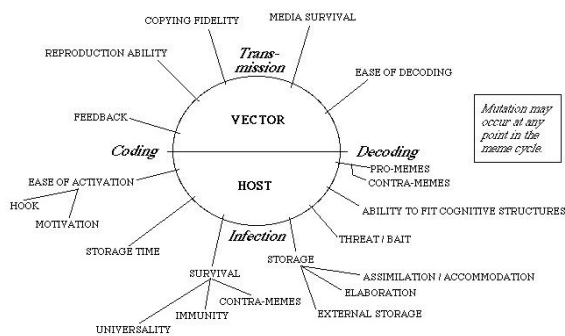 COPYING FIDELITY
MEDIA SURVIVAL
REPRODUCTION ABILITY
Trans-
mission
EASE OF DECODING
FEEDBACK
VECTOR
Mutation may
occur at any
point in the
meme cycle.
Coding
Decoding
PRO-MEMES
CONTRA-MEMES
HOST
EASE OF ACTIVATION
HOOK
MOTIVATION
ABILITY TO FIT COGNITIVE STRUCTURES
STORAGE TIME
Infection
THREAT / BAIT
STORAGE
SURVIVAL
ASSIMILATION / ACCOMMODATION
ELABORATION
EXTERNAL STORAGE
CONTRA-MEMES
IMMUNITY
UNIVERSALITY